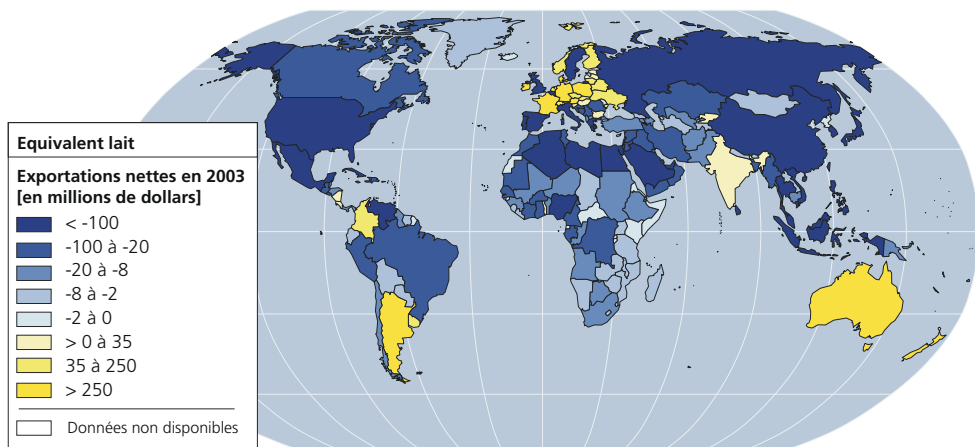 Equivalent lait
Exportations nettes en 2003
[en millions de dollars]
< -100
-100 à -20
-20 à -8
-8 à -2
-2 à 0
> 0 à 35
35 à 250
> 250
Données non disponibles